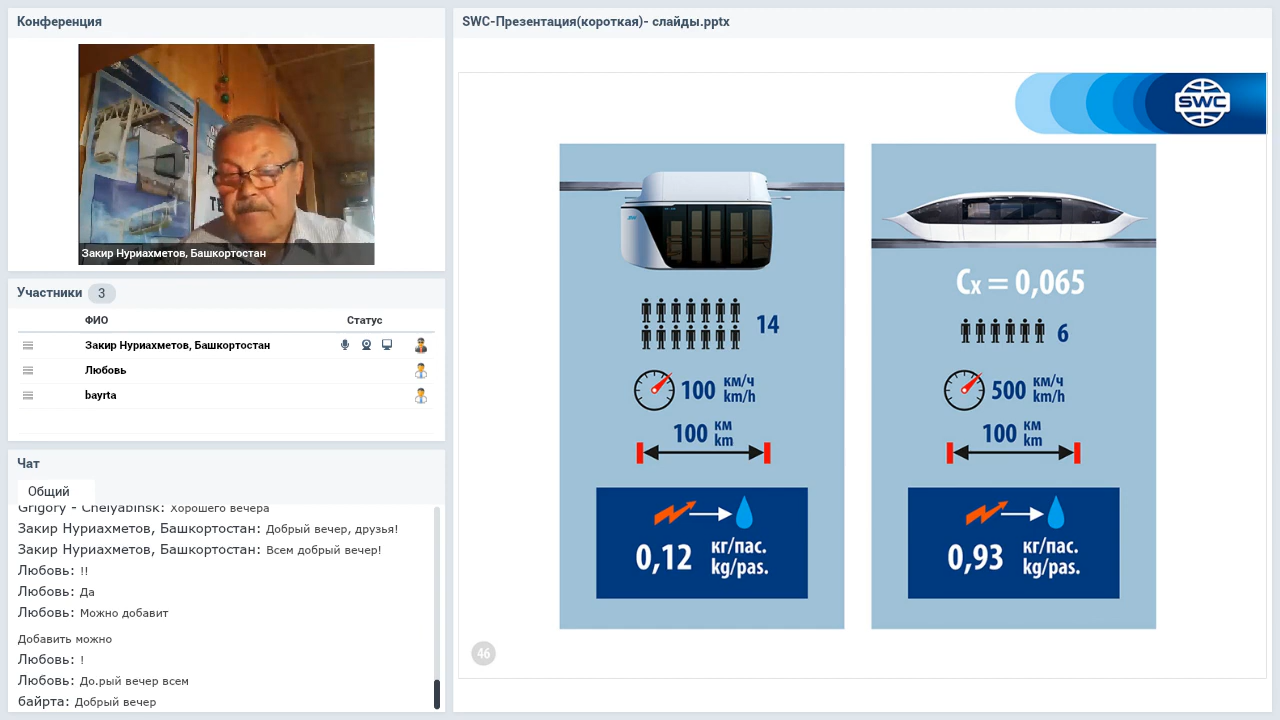 Конференция
Закир Нуриахметов, Башкортостан
Участники 3
ФИО Статус
Закир Нуриахметов, Башкортостан
Любовь
bayrta
Чат
Общий
Grigory - Chelyabinsk: Хорошего вечера
Закир Нуриахметов, Башкортостан: Добрый вечер, друзья!
Закир Нуриахметов, Башкортостан: Всем добрый вечер!
Любовь: !!
Любовь: Да
Любовь: Можно добавит
Добавить можно
Любовь: !
Любовь: До.рый вечер всем
байрта: Добрый вечер
SWC-Презентация(короткая)- слайды.pptx
SWC
14
100 км/ч km/h
100 км km
0,12 кг/пас. kg/pas.
Cx = 0,065
6
500 км/ч km/h
100 км km
0,93 кг/пас. kg/pas.
46